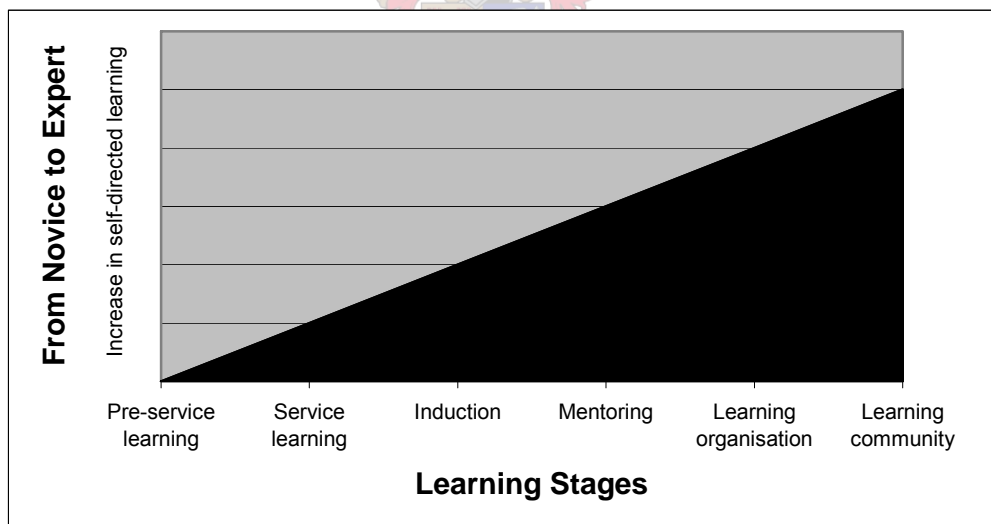 From Novice to Expert
Increase in self-directed learning
Pre-service
learning
Service
learning
Induction
Mentoring
Learning
organisation
Learning
community
Learning Stages